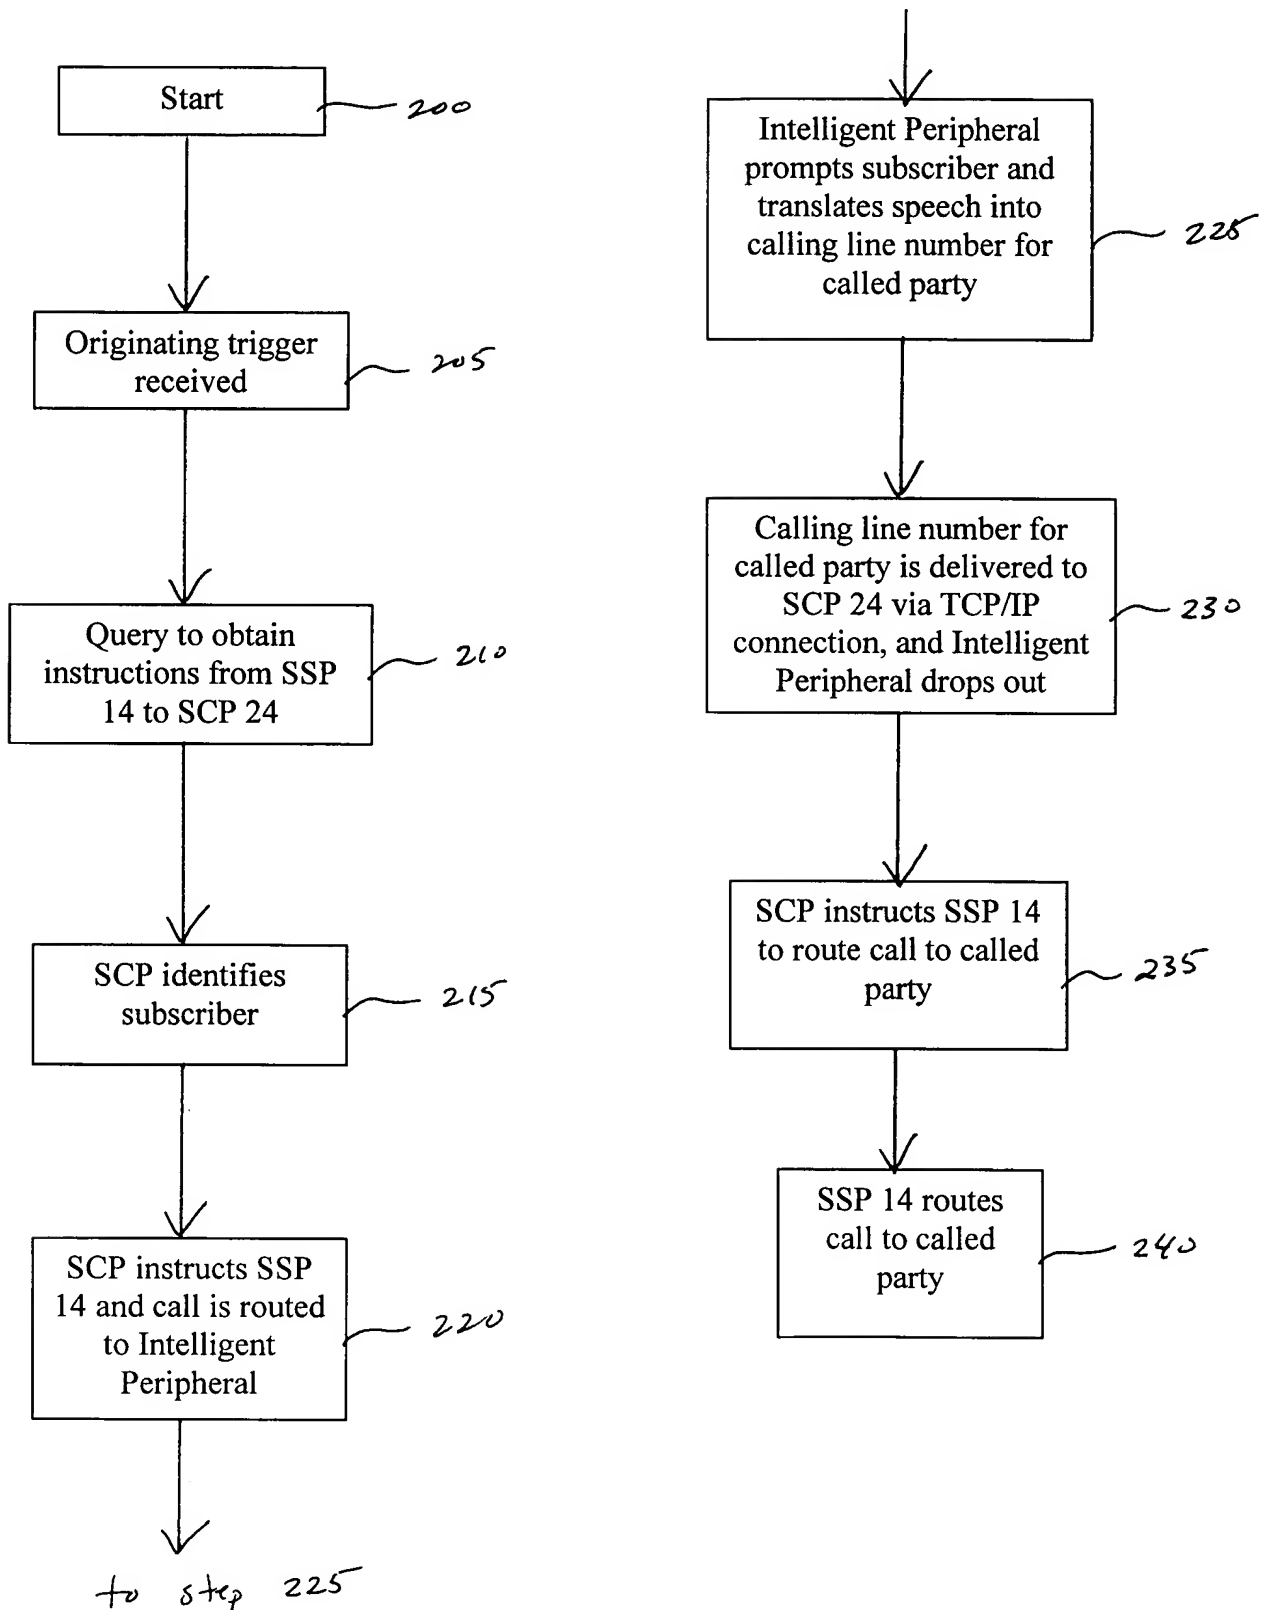 Start
200
Originating trigger
received
205
Query to obtain
instructions from SSP
14 to SCP 24
210
SCP identifies
subscriber
215
SCP instructs SSP
14 and call is routed
to Intelligent
Peripheral
220
to step 225
Intelligent Peripheral
prompts subscriber and
translates speech into
calling line number for
called party
225
Calling line number for
called party is delivered to
SCP 24 via TCP/IP
connection, and Intelligent
Peripheral drops out
230
SCP instructs SSP 14
to route call to called
party
235
SSP 14 routes
call to called
party
240